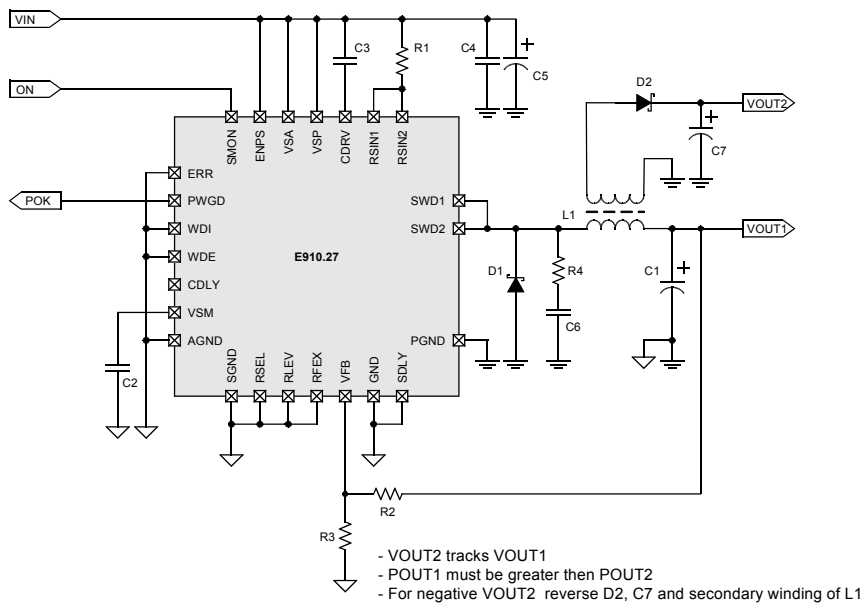 VIN
C3
R1
C4
C5
ON
D2
VOUT2
C7
SMON
ENPS
VSA
VSP
CDRV
RSIN1
RSIN2
ERR
POK
PWGD
SWD1
L1
WDI
SWD2
VOUT1
WDE
E910.27
D1
R4
C1
CDLY
VSM
C6
AGND
PGND
C2
SGND
RSEL
RLEV
RFEX
VFB
GND
SDLY
R2
R3
- VOUT2 tracks VOUT1
- POUT1 must be greater then POUT2
- For negative VOUT2 reverse D2, C7 and secondary winding of L1